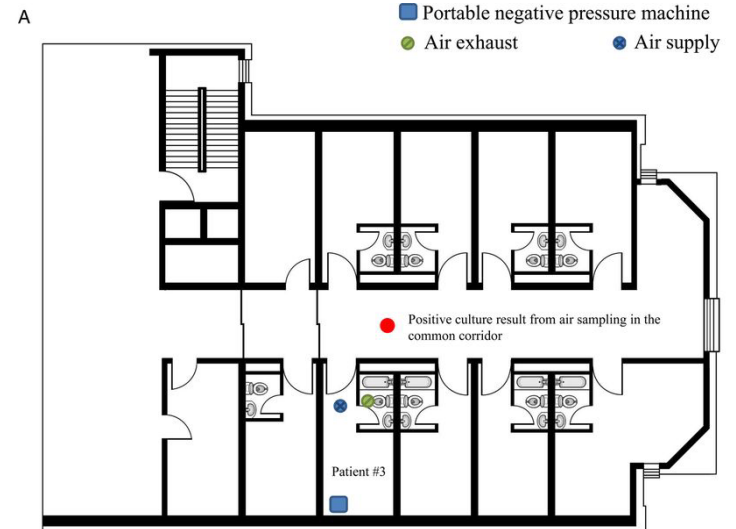 A
Portable negative pressure machine
Air exhaust
Air supply
Positive culture result from air sampling in the
common corridor
Patient #3